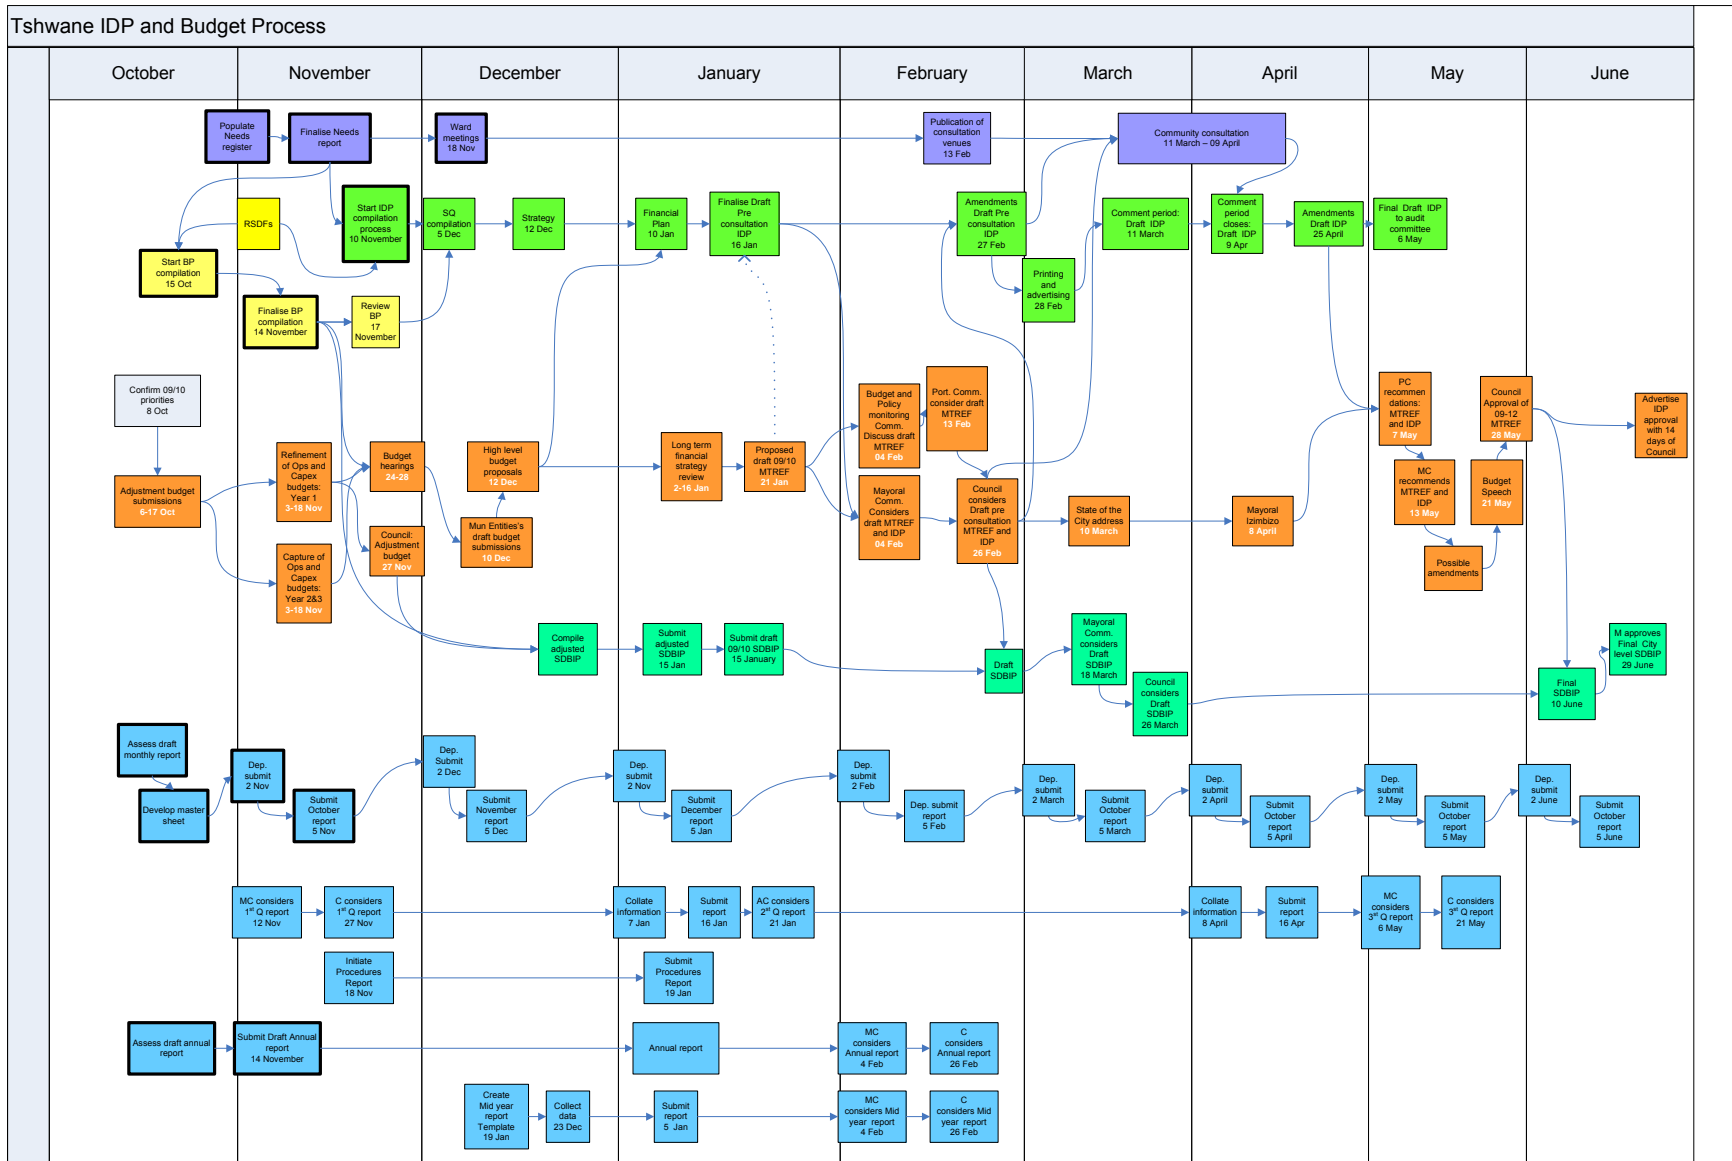 Tshwane IDP and Budget Process
October
November
December
January
February
March
April
May
June
Populate
Needs
register
Finalise Needs
report
Ward
meetings
18 Nov
Publication of
consultation
venues
13 Feb
Community consultation
11 March – 09 April
RSDFs
Start IDP
compilation
process
10 November
SQ
compilation
5 Dec
Strategy
12 Dec
Financial
Plan
10 Jan
Finalise Draft
Pre
consultation
IDP
16 Jan
Amendments
Draft Pre
consultation
IDP
27 Feb
Comment period:
Draft IDP
11 March
Comment
period
closes:
Draft IDP
9 Apr
Amendments
Draft IDP
25 April
Final Draft IDP
to audit
committee
6 May
Start BP
compilation
15 Oct
Printing
and
advertising
28 Feb
Finalise BP
compilation
14 November
Review
BP
17
November
Confirm 09/10
priorities
8 Oct
Budget and
Policy
monitoring
Comm.
Discuss draft
MTREF
04 Feb
Port. Comm.
consider draft
MTREF
13 Feb
PC
recommen
dations:
MTREF
and IDP
7 May
Council
Approval of
09-12
MTREF
28 May
Advertise
IDP
approval
with 14
days of
Council
Adjustment budget
submissions
6-17 Oct
Refinement
of Ops and
Capex
budgets:
Year 1
3-18 Nov
Budget
hearings
24-28
High level
budget
proposals
12 Dec
Long term
financial
strategy
review
2-16 Jan
Proposed
draft 09/10
MTREF
21 Jan
Mayoral
Comm.
Considers
draft MTREF
and IDP
04 Feb
Council
considers
Draft pre
consultation
MTREF and
IDP
26 Feb
State of the
City address
10 March
Mayoral
Izimbizo
8 April
MC
recommends
MTREF and
IDP
13 May
Budget
Speech
21 May
Capture of
Ops and
Capex
budgets:
Year 2&3
3-18 Nov
Council:
Adjustment
budget
27 Nov
Mun Entities's
draft budget
submissions
10 Dec
Possible
amendments
Compile
adjusted
SDBIP
Submit
adjusted
SDBIP
15 Jan
Submit draft
09/10 SDBIP
15 January
Draft
SDBIP
Mayoral
Comm.
considers
Draft
SDBIP
18 March
Council
considers
Draft
SDBIP
26 March
Final
SDBIP
10 June
M approves
Final City
level SDBIP
29 June
Assess draft
monthly report
Develop master
sheet
Dep.
submit
2 Nov
Submit
October
report
5 Nov
Dep.
Submit
2 Dec
Submit
November
report
5 Dec
Dep.
submit
2 Nov
Submit
December
report
5 Jan
Dep.
submit
2 Feb
Dep. submit
report
5 Feb
Dep.
submit
2 March
Submit
October
report
5 March
Dep.
submit
2 April
Submit
October
report
5 April
Dep.
submit
2 May
Submit
October
report
5 May
Dep.
submit
2 June
Submit
October
report
5 June
MC considers
1st Q report
12 Nov
C considers
1st Q report
27 Nov
Collate
information
7 Jan
Submit
report
16 Jan
AC considers
2st Q report
21 Jan
Collate
information
8 April
Submit
report
16 Apr
MC
considers
3st Q report
6 May
C considers
3st Q report
21 May
Initiate
Procedures
Report
18 Nov
Submit
Procedures
Report
19 Jan
Assess draft annual
report
Submit Draft Annual
report
14 November
Annual report
MC
considers
Annual report
4 Feb
C
considers
Annual report
26 Feb
Create
Mid year
report
Template
19 Jan
Collect
data
23 Dec
Submit
report
5 Jan
MC
considers Mid
year report
4 Feb
C
considers Mid
year report
26 Feb